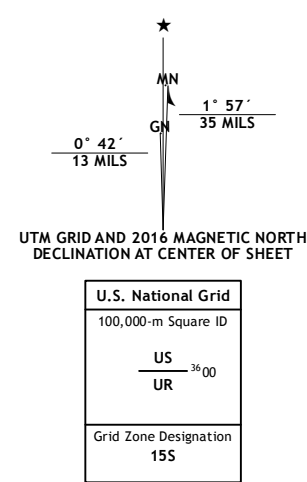 ★
MN
1° 57´
35 MILS
GN
0° 42´
13 MILS
UTM GRID AND 2016 MAGNETIC NORTH
DECLINATION AT CENTER OF SHEET
U.S. National Grid
100,000-m Square ID
US
3600
UR
Grid Zone Designation
15S